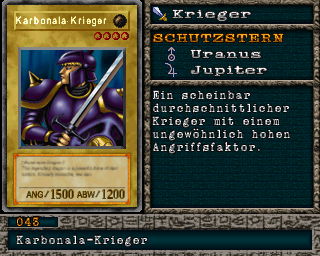 Karbonala-Krieger
ANG/1500 ABW/1200
Krieger
SCHUTZSTERN
Uranus
Jupiter
Ein scheinbar
durchschnittlicher
Krieger mit einem
ungewöhnlich hohen
Angriffsfaktor.
043
Karbonala-Krieger